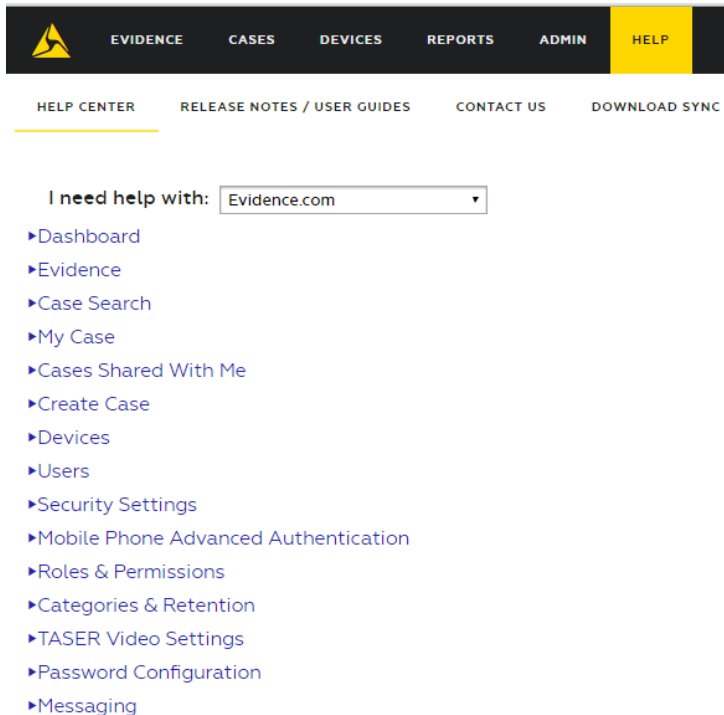 EVIDENCE CASES DEVICES REPORTS ADMIN HELP
HELP CENTER RELEASE NOTES / USER GUIDES CONTACT US DOWNLOAD SYNC
I need help with: Evidence.com
Dashboard
Evidence
Case Search
My Case
Cases Shared With Me
Create Case
Devices
Users
Security Settings
Mobile Phone Advanced Authentication
Roles & Permissions
Categories & Retention
TASER Video Settings
Password Configuration
Messaging